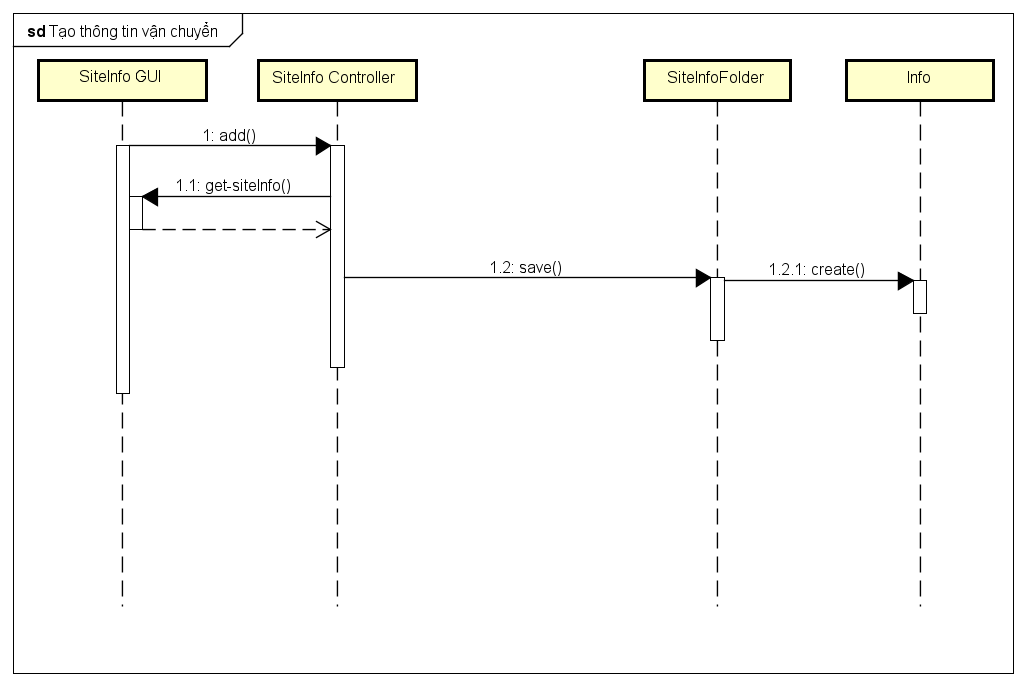 sd Tạo thông tin vận chuyển
SiteInfo GUI
SiteInfo Controller
SiteInfoFolder
Info
1: add()
1.1: get-siteInfo()
1.2: save()
1.2.1: create()